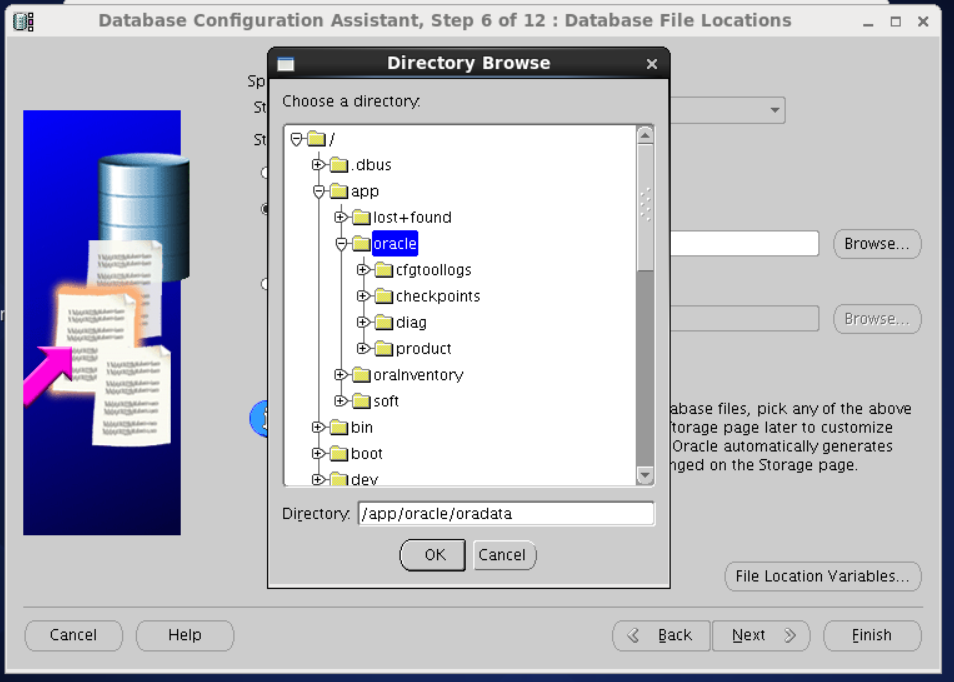 Database Configuration Assistant, Step 6 of 12 : Database File Locations
Directory Browse
Sp
Choose a directory:
St
St
/
.dbus
app
lost+found
oracle
Browse...
cfgtoollogs
checkpoints
diag
Browse...
product
oraInventory
soft
abase files, pick any of the above
bin
torage page later to customize
Oracle automatically generates
boot
nged on the Storage page.
dev
Directory: /app/oracle/oradata
OK
Cancel
File Location Variables...
Cancel
Help
Back
Next
Finish